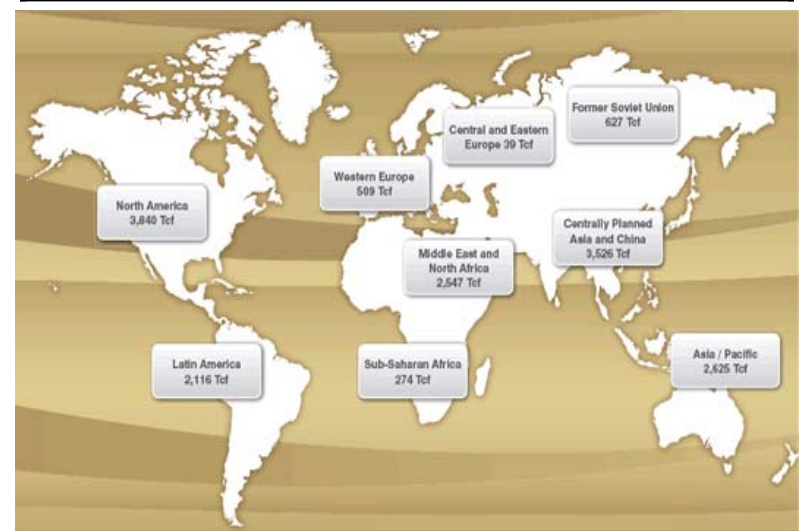 Former Soviet Union
627 Tcf
Central and Eastern
Europe 39 Tcf
Western Europe
509 Tcf
North America
3,840 Tcf
Centrally Planned
Asia and China
3,526 Tcf
Middle East and
North Africa
2,547 Tcf
Latin America
2,116 Tcf
Sub-Saharan Africa
274 Tcf
Asia / Pacific
2,625 Tcf